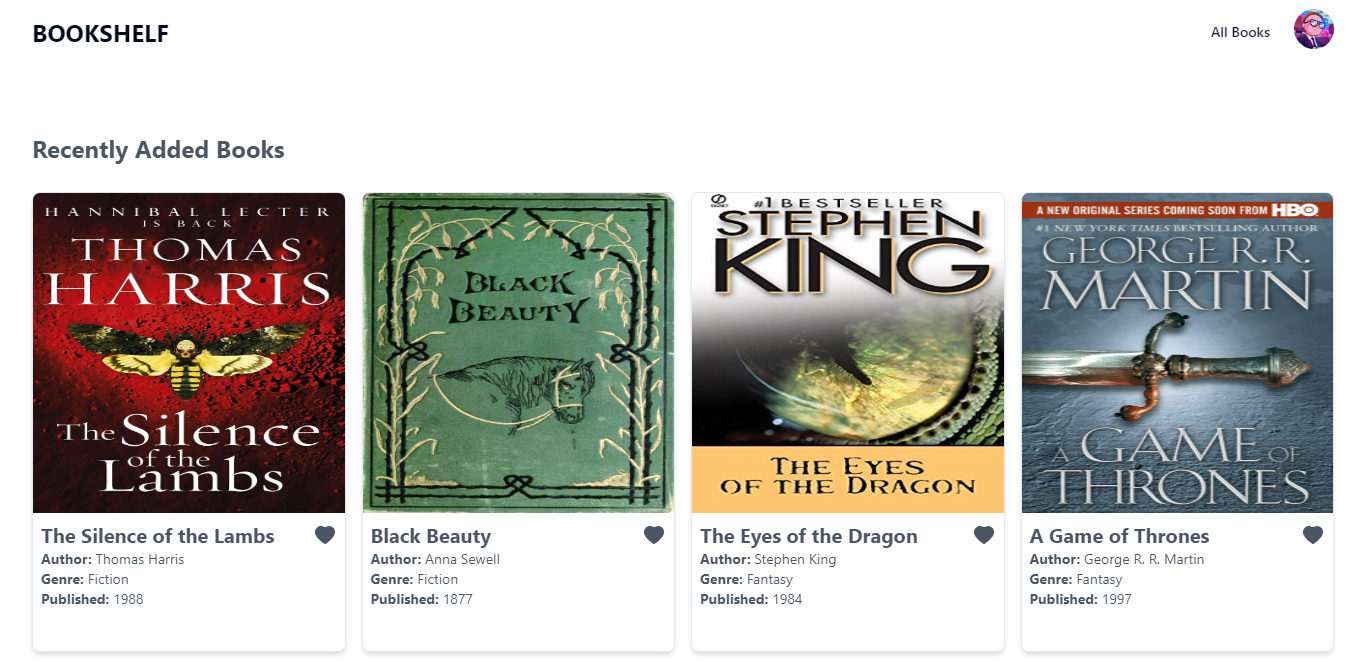 BOOKSHELF
All Books
Recently Added Books
HANNIBAL LECTER
IS BACK
THOMAS
HARRIS
The Silence
of the
Lambs
The Silence of the Lambs
Author: Thomas Harris
Genre: Fiction
Published: 1988
BLACK
BEAUTY
Black Beauty
Author: Anna Sewell
Genre: Fiction
Published: 1877
SIGNET
#1 BESTSELLER
STEPHEN
KING
THE EYES
OF THE DRAGON
The Eyes of the Dragon
Author: Stephen King
Genre: Fantasy
Published: 1984
A NEW ORIGINAL SERIES COMING SOON FROM HBO
#1 NEW YORK TIMES BESTSELLING AUTHOR
GEORGE R. R.
MARTIN
A GAME OF
THRONES
A Game of Thrones
Author: George R. R. Martin
Genre: Fantasy
Published: 1997